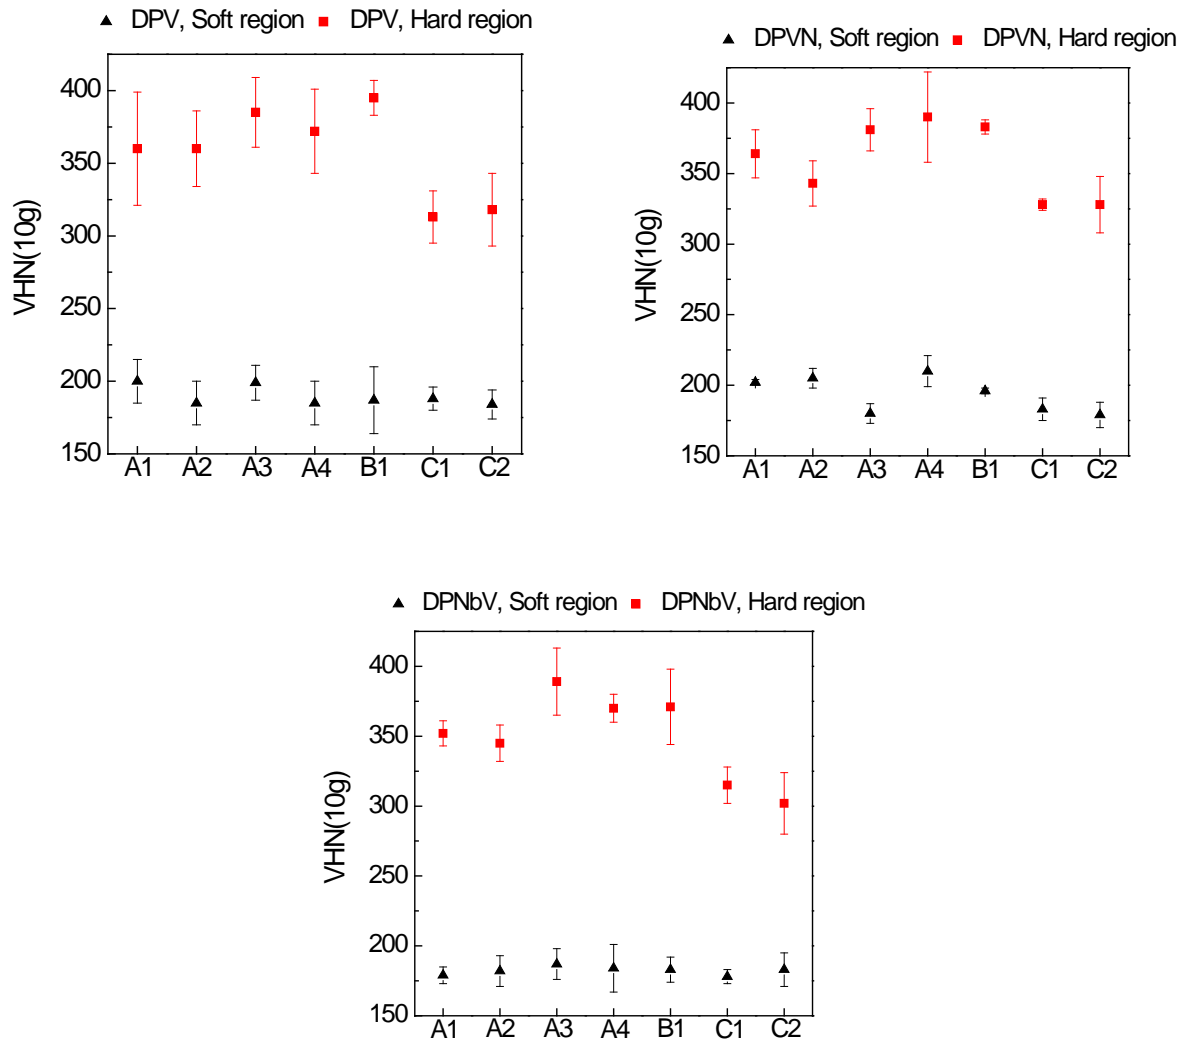 DPV, Soft region DPV, Hard region
400
350
300
250
200
150
VHN(10g)
A1 A2 A3 A4 B1 C1 C2
DPVN, Soft region DPVN, Hard region
400
350
300
250
200
150
VHN(10g)
A1 A2 A3 A4 B1 C1 C2
DPNbV, Soft region DPNbV, Hard region
400
350
300
250
200
150
VHN(10g)
A1 A2 A3 A4 B1 C1 C2